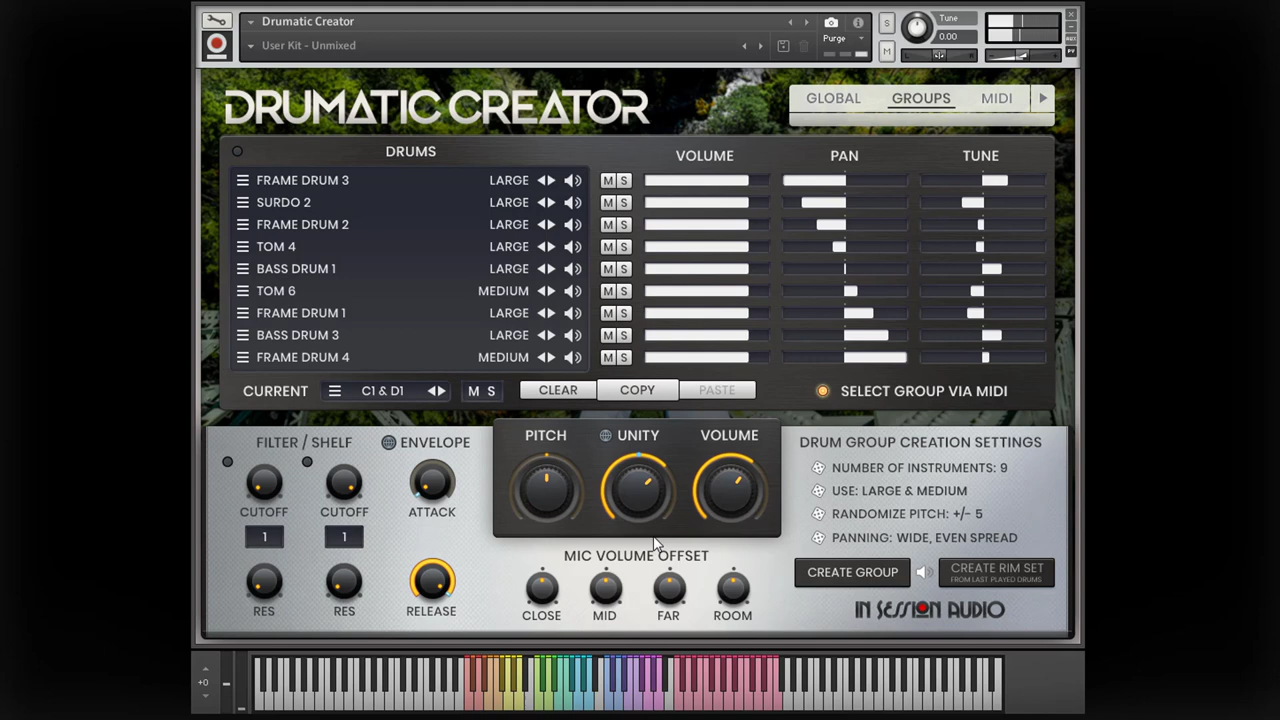 Drumatic Creator
User Kit - Unmixed
Purge
S
M
Tune
0.00
DRUMATIC CREATOR
GLOBAL GROUPS MIDI
DRUMS VOLUME PAN TUNE
FRAME DRUM 3 LARGE M S
SURDO 2 LARGE M S
FRAME DRUM 2 LARGE M S
TOM 4 LARGE M S
BASS DRUM 1 LARGE M S
TOM 6 MEDIUM M S
FRAME DRUM 1 LARGE M S
BASS DRUM 3 LARGE M S
FRAME DRUM 4 MEDIUM M S
CURRENT C1 & D1 M S CLEAR COPY PASTE SELECT GROUP VIA MIDI
FILTER / SHELF ENVELOPE
CUTOFF CUTOFF ATTACK
1 1
RES RES RELEASE
PITCH UNITY VOLUME
MIC VOLUME OFFSET
CLOSE MID FAR ROOM
DRUM GROUP CREATION SETTINGS
NUMBER OF INSTRUMENTS: 9
USE: LARGE & MEDIUM
RANDOMIZE PITCH: +/- 5
PANNING: WIDE, EVEN SPREAD
CREATE GROUP
CREATE RIM SET
FROM LAST PLAYED DRUMS
IN SESSION AUDIO
+0